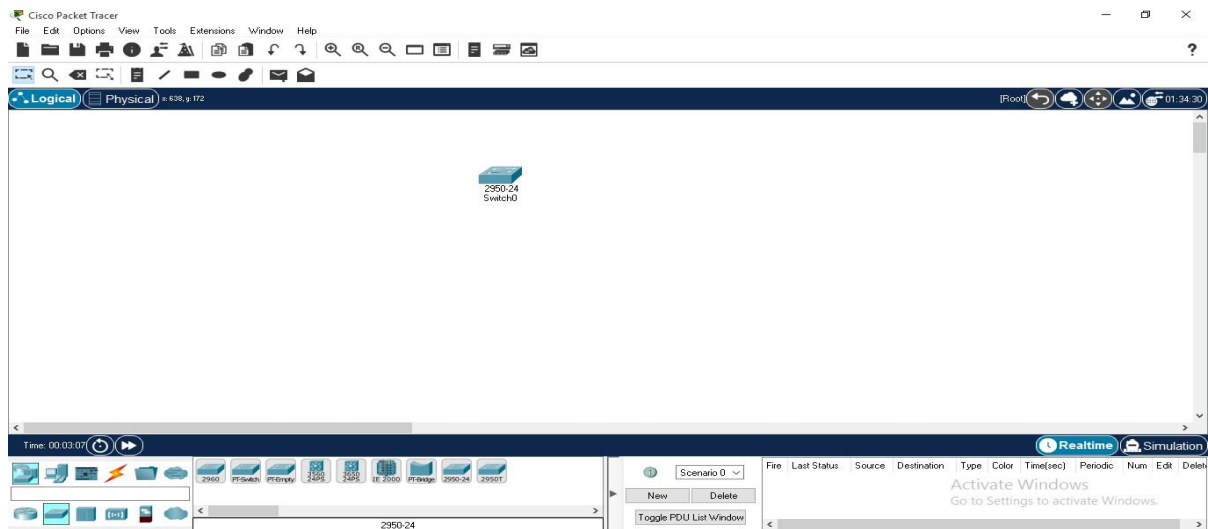 Cisco Packet Tracer
File Edit Options View Tools Extensions Window Help
?
Logical Physical x: 638, y: 172 [Root] 01:34:30
2950-24
Switch0
Time: 00:03:07 Realtime Simulation
2960 PT-Switch PT-Empty 3560 24PS 3650 24PS IE 2000 PT-Bridge 2950-24 2950T
2950-24
Scenario 0
New Delete
Toggle PDU List Window
Fire Last Status Source Destination Type Color Time(sec) Periodic Num Edit Delet
Activate Windows
Go to Settings to activate Windows.